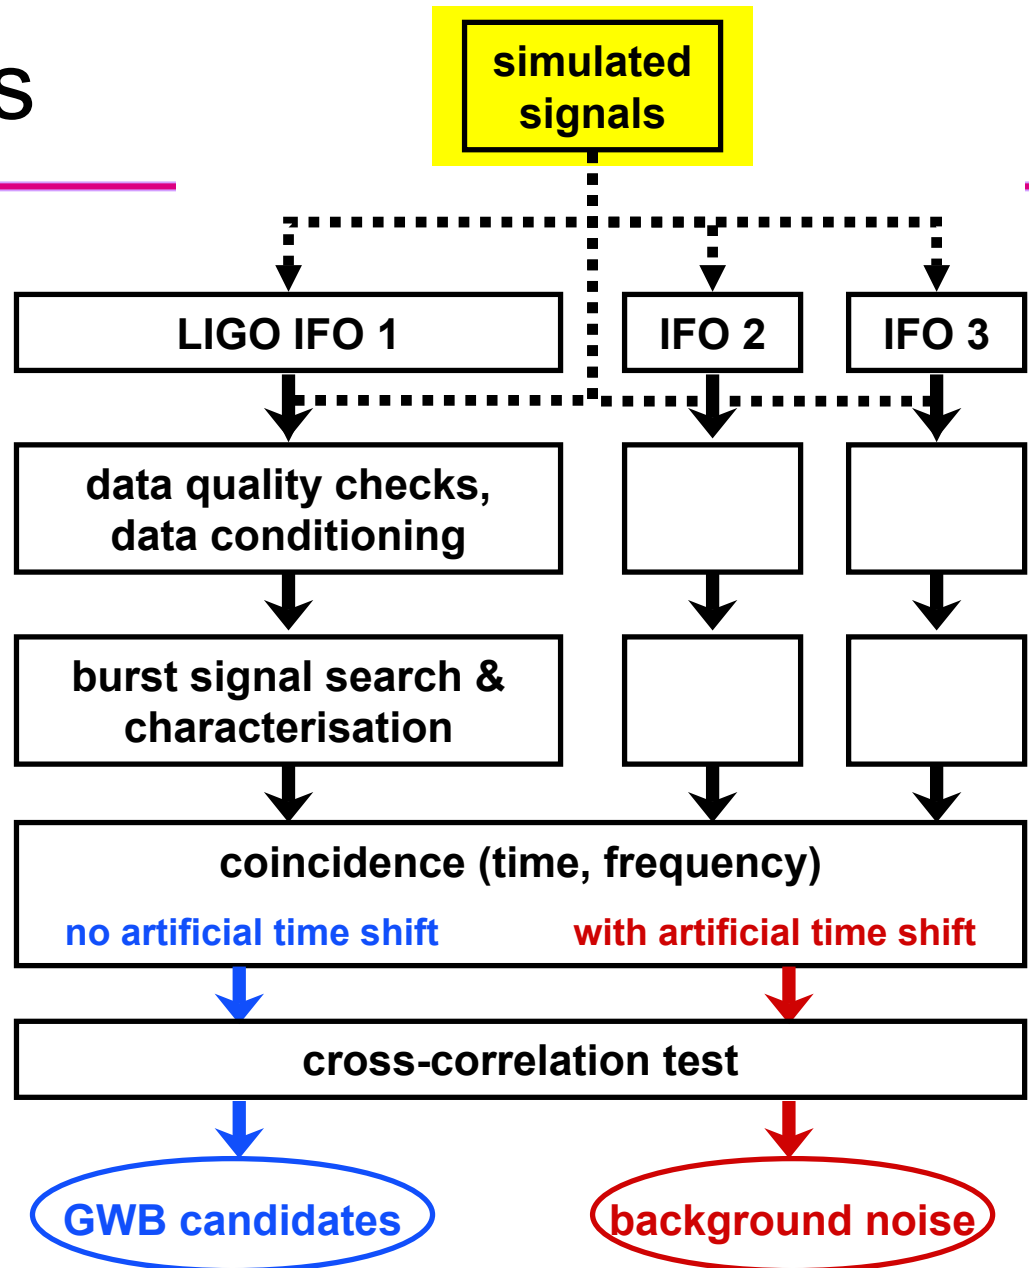 s
simulated
signals
LIGO IFO 1
IFO 2
IFO 3
data quality checks,
data conditioning
burst signal search &
characterisation
coincidence (time, frequency)
no artificial time shift
with artificial time shift
cross-correlation test
GWB candidates
background noise